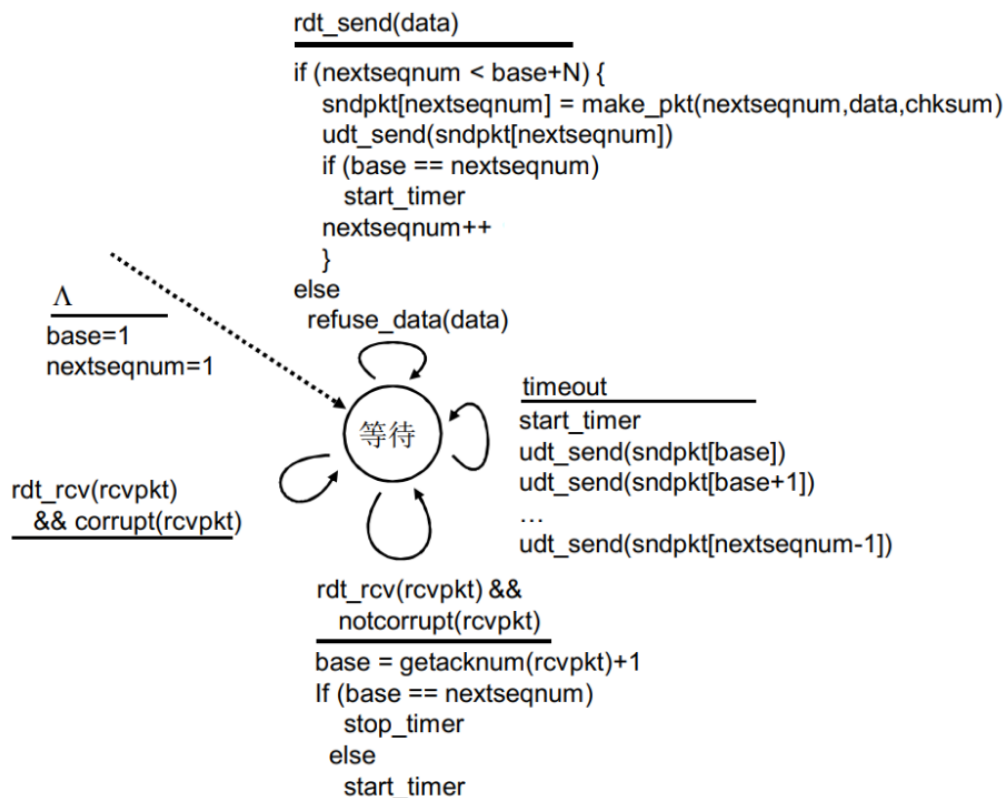 rdt_send(data)
if (nextseqnum < base+N) {
sndpkt[nextseqnum] = make_pkt(nextseqnum,data,chksum)
udt_send(sndpkt[nextseqnum])
if (base == nextseqnum)
start_timer
nextseqnum++
}
else
refuse_data(data)
Λ
base=1
nextseqnum=1
等待
timeout
start_timer
udt_send(sndpkt[base])
udt_send(sndpkt[base+1])
…
udt_send(sndpkt[nextseqnum-1])
rdt_rcv(rcvpkt)
&& corrupt(rcvpkt)
rdt_rcv(rcvpkt) &&
notcorrupt(rcvpkt)
base = getacknum(rcvpkt)+1
If (base == nextseqnum)
stop_timer
else
start_timer